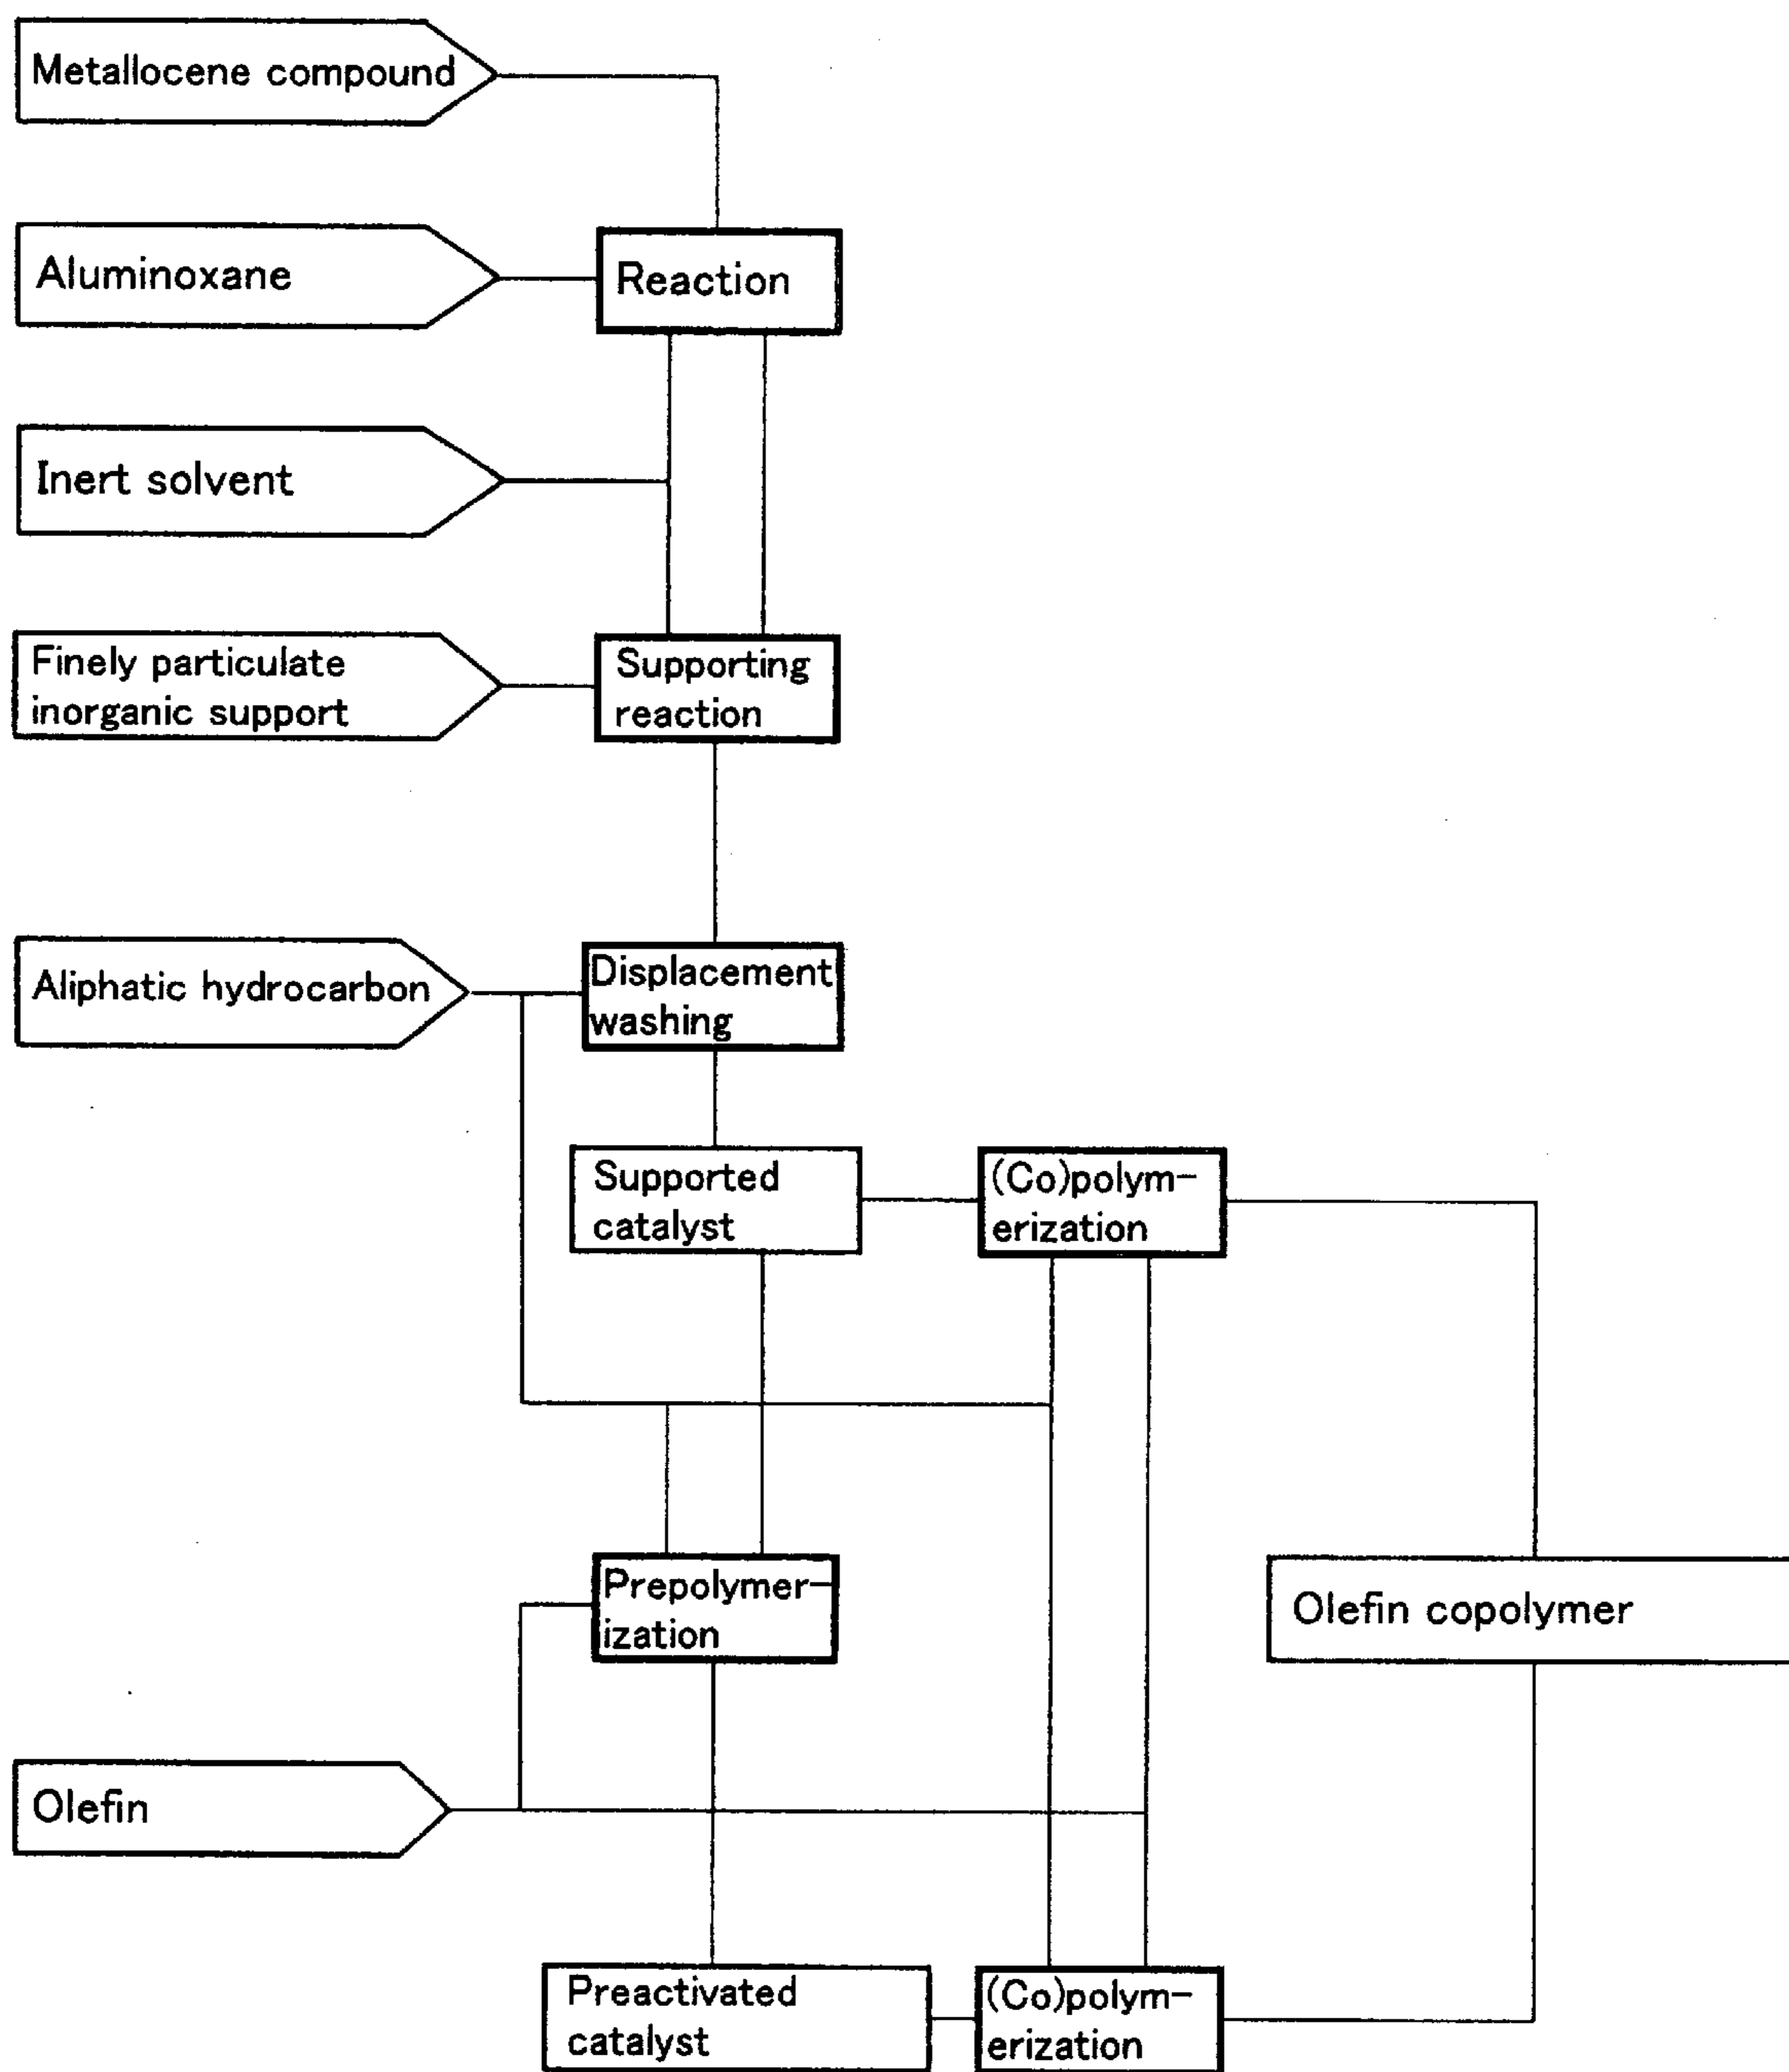 Metallocene compound
Aluminoxane
Reaction
Inert solvent
Finely particulate
inorganic support
Supporting
reaction
Aliphatic hydrocarbon
Displacement
washing
Supported
catalyst
(Co)polym-
erization
Prepolymer-
ization
Olefin copolymer
Olefin
Preactivated
catalyst
(Co)polym-
erization